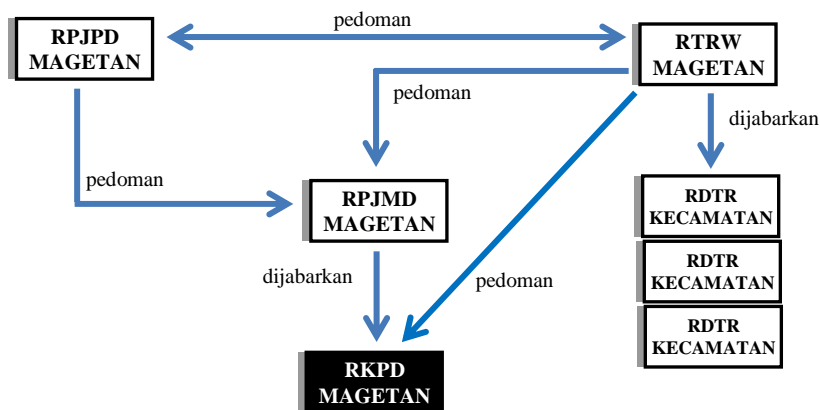 pedoman
RPJPD
MAGETAN
RTRW
MAGETAN
pedoman
dijabarkan
pedoman
RPJMD
MAGETAN
RDTR
KECAMATAN
dijabarkan
pedoman
RDTR
KECAMATAN
RDTR
KECAMATAN
RKPD
MAGETAN